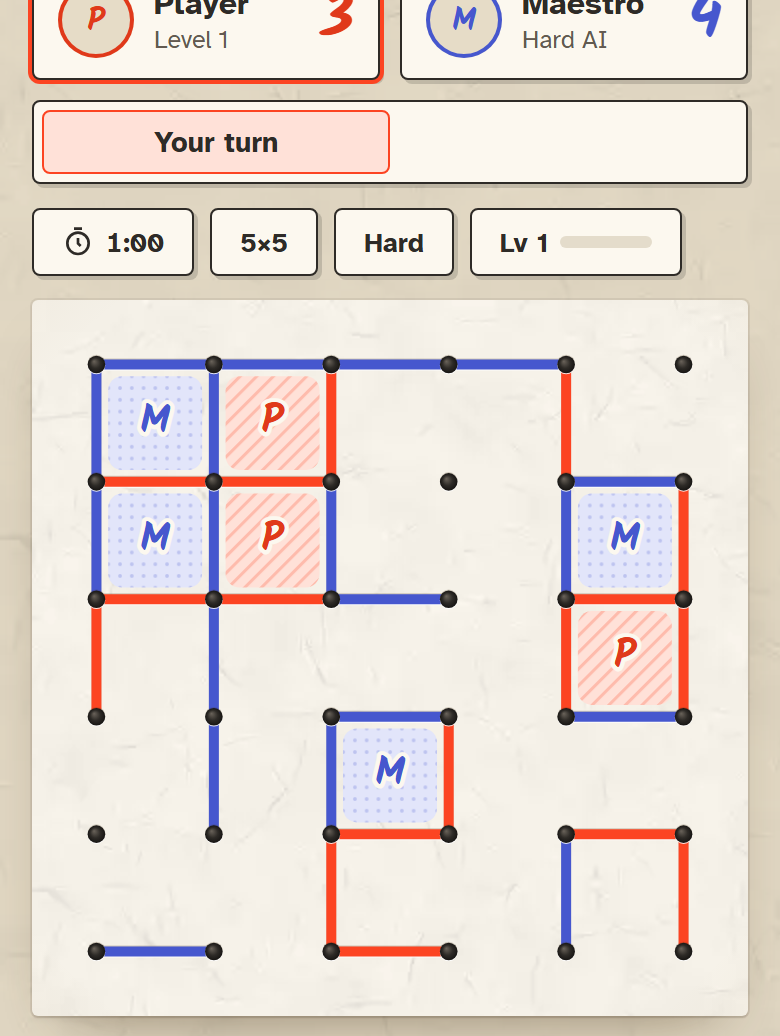 P Player 3
Level 1
M Maestro 4
Hard AI
Your turn
1:00 5×5 Hard Lv 1
M P
M P M
P
M